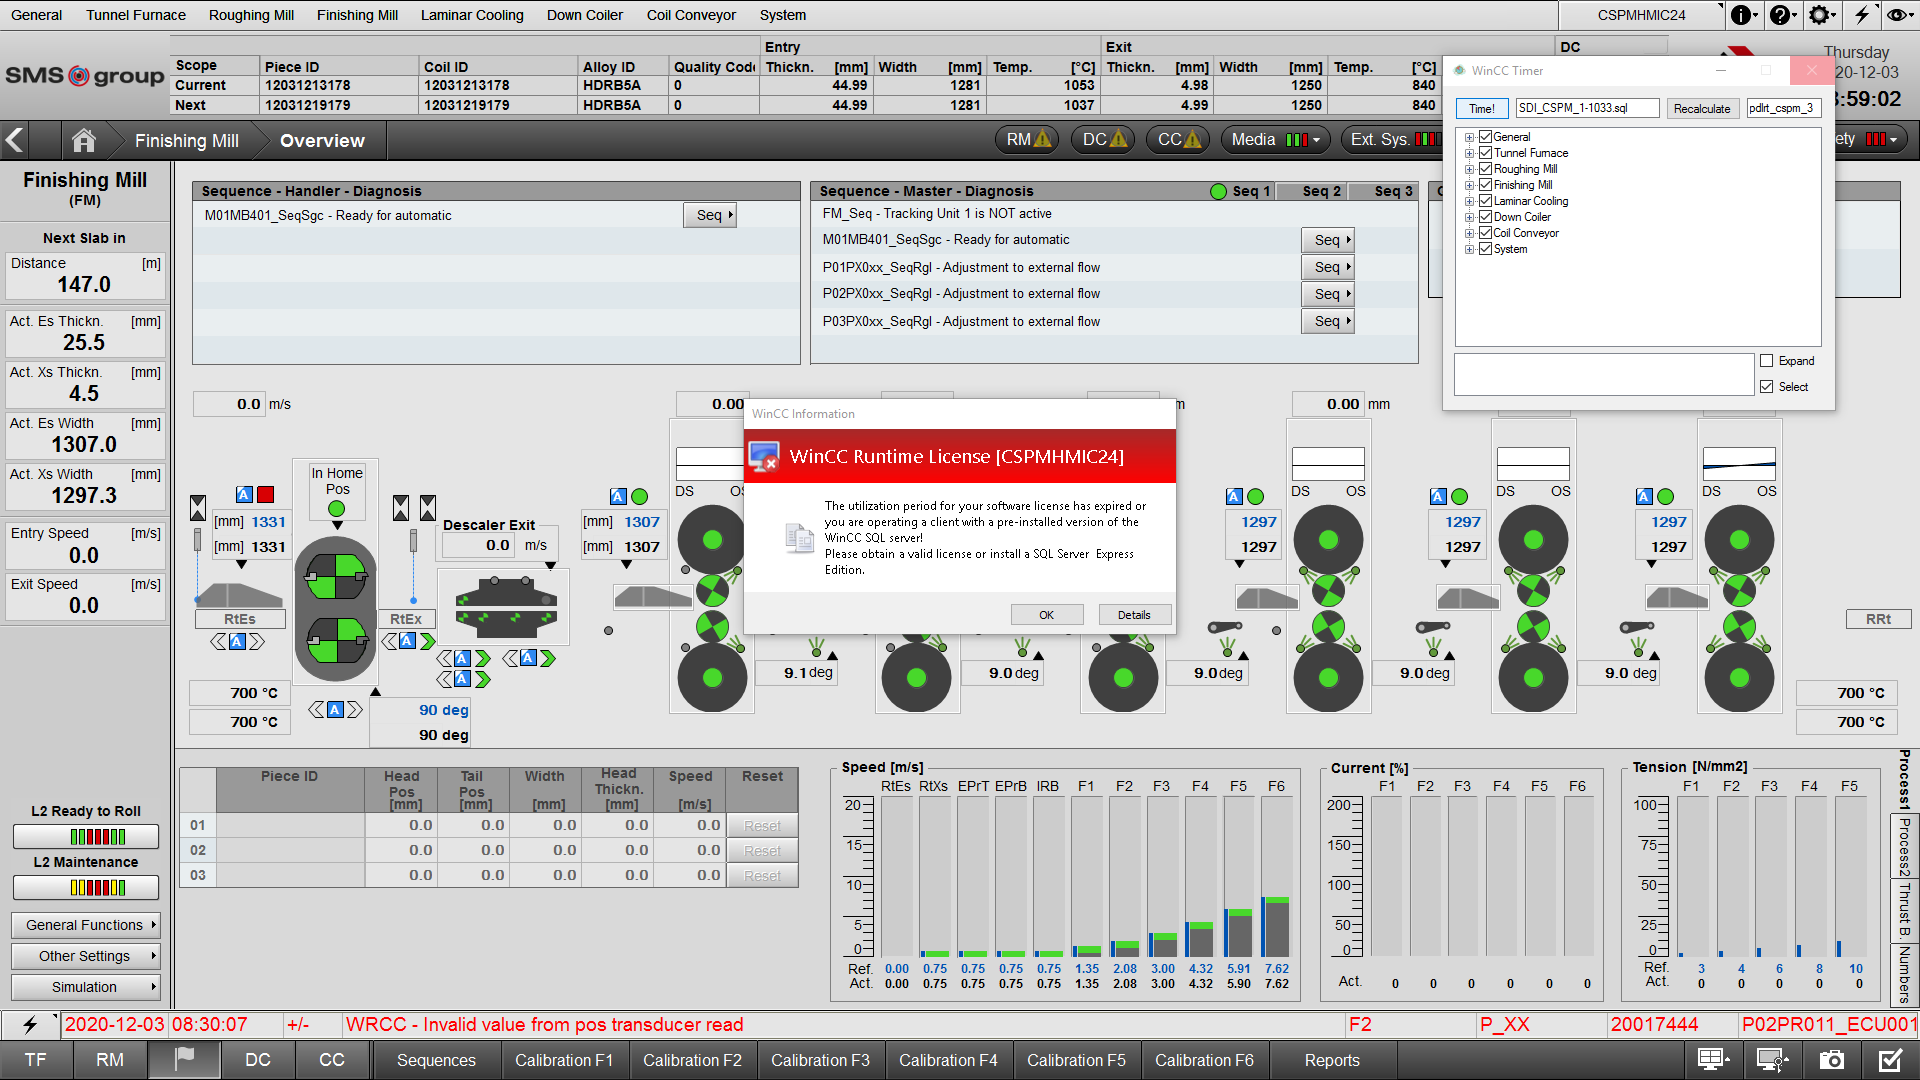 General Tunnel Furnace Roughing Mill Finishing Mill Laminar Cooling Down Coiler Coil Conveyor System CSPMHMIC24
SMS group
Entry Exit DC
Scope Piece ID Coil ID Alloy ID Quality Code Thickn. [mm] Width [mm] Temp. [°C] Thickn. [mm] Width [mm] Temp. [°C]
Current 12031213178 12031213178 HDRB5A 0 44.99 1281 1053 4.98 1250 840
Next 12031219179 12031219179 HDRB5A 0 44.99 1281 1037 4.99 1250 840
Thursday
20-12-03
:59:02
Finishing Mill Overview RM DC CC Media Ext. Sys. ety
WinCC Timer
Time! SDI_CSPM_1-1033.sql Recalculate pdlrt_cspm_3
General
Tunnel Furnace
Roughing Mill
Finishing Mill
Laminar Cooling
Down Coiler
Coil Conveyor
System
Expand
Select
Finishing Mill
(FM)
Next Slab in
Distance [m]
147.0
Act. Es Thickn. [mm]
25.5
Act. Xs Thickn. [mm]
4.5
Act. Es Width [mm]
1307.0
Act. Xs Width [mm]
1297.3
Entry Speed [m/s]
0.0
Exit Speed [m/s]
0.0
L2 Ready to Roll
L2 Maintenance
General Functions
Other Settings
Simulation
Sequence - Handler - Diagnosis
M01MB401_SeqSgc - Ready for automatic Seq
Sequence - Master - Diagnosis Seq 1 Seq 2 Seq 3
FM_Seq - Tracking Unit 1 is NOT active
M01MB401_SeqSgc - Ready for automatic Seq
P01PX0xx_SeqRgl - Adjustment to external flow Seq
P02PX0xx_SeqRgl - Adjustment to external flow Seq
P03PX0xx_SeqRgl - Adjustment to external flow Seq
0.0 m/s 0.00 m 0.00 mm
WinCC Information
WinCC Runtime License [CSPMHMIC24]
The utilization period for your software license has expired or
you are operating a client with a pre-installed version of the
WinCC SQL server!
Please obtain a valid license or install a SQL Server Express
Edition.
OK Details
In Home
Pos
DS OS DS OS DS OS DS OS
A A A A A
[mm] 1331 [mm] 1307 1297 1297 1297
[mm] 1331 [mm] 1307 1297 1297 1297
Descaler Exit
0.0 m/s
RtEs RtEx RRt
A A A A A
9.1 deg 9.0 deg 9.0 deg 9.0 deg 9.0 deg
700 °C 700 °C
700 °C 700 °C
A 90 deg
90 deg
Piece ID Head Pos [mm] Tail Pos [mm] Width [mm] Head Thickn. [mm] Speed [m/s] Reset
01 0.0 0.0 0.0 0.0 0.0 Reset
02 0.0 0.0 0.0 0.0 0.0 Reset
03 0.0 0.0 0.0 0.0 0.0 Reset
Speed [m/s]
RtEs RtXs EPrT EPrB IRB F1 F2 F3 F4 F5 F6
20
15
10
5
0
Ref. 0.00 0.75 0.75 0.75 0.75 1.35 2.08 3.00 4.32 5.91 7.62
Act. 0.00 0.75 0.75 0.75 0.75 1.35 2.08 3.00 4.32 5.90 7.62
Current [%]
F1 F2 F3 F4 F5 F6
200
150
100
50
0
Act. 0 0 0 0 0 0
Tension [N/mm2]
F1 F2 F3 F4 F5
100
75
50
25
0
Ref. 3 4 6 8 10
Act. 0 0 0 0 0
Process1
Process2
Thrust B.
Numbers
2020-12-03 08:30:07 +/- WRCC - Invalid value from pos transducer read F2 P_XX 20017444 P02PR011_ECU001
TF RM DC CC Sequences Calibration F1 Calibration F2 Calibration F3 Calibration F4 Calibration F5 Calibration F6 Reports